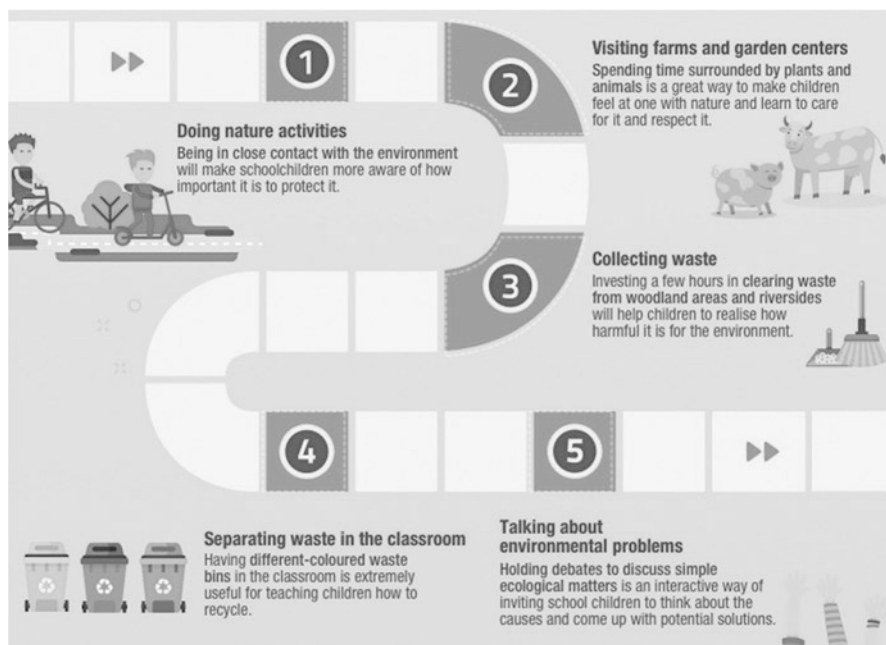 1
2
Visiting farms and garden centers
Spending time surrounded by plants and
animals is a great way to make children
feel at one with nature and learn to care
for it and respect it.
Doing nature activities
Being in close contact with the environment
will make schoolchildren more aware of how
important it is to protect it.
3
Collecting waste
Investing a few hours in clearing waste
from woodland areas and riversides
will help children to realise how
harmful it is for the environment.
4
5
Separating waste in the classroom
Having different-coloured waste
bins in the classroom is extremely
useful for teaching children how to
recycle.
Talking about
environmental problems
Holding debates to discuss simple
ecological matters is an interactive way of
inviting school children to think about the
causes and come up with potential solutions.